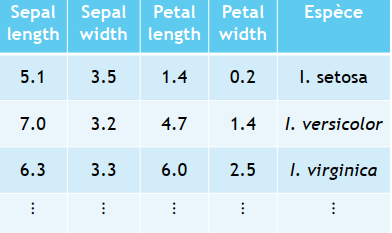 Sepal length Sepal width Petal length Petal width Espèce
5.1 3.5 1.4 0.2 I. setosa
7.0 3.2 4.7 1.4 I. versicolor
6.3 3.3 6.0 2.5 I. virginica
⋮ ⋮ ⋮ ⋮ ⋮